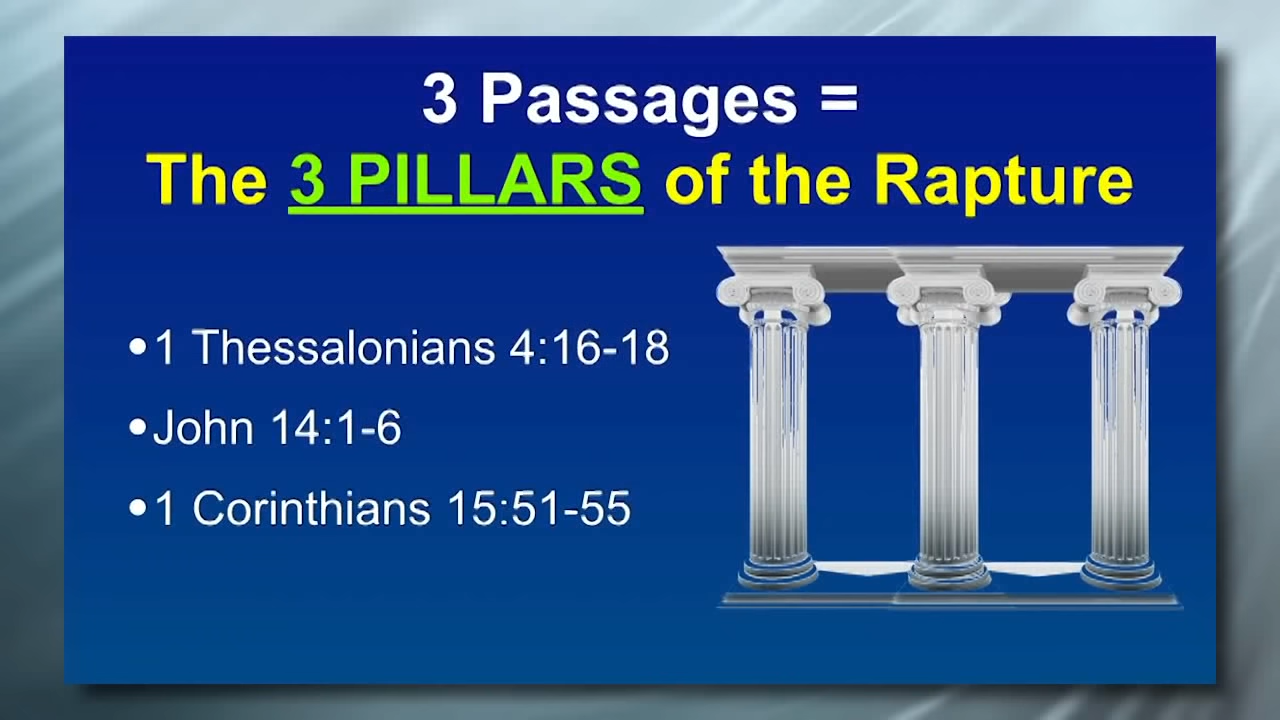 3 Passages =
The 3 PILLARS of the Rapture
•1 Thessalonians 4:16-18
•John 14:1-6
•1 Corinthians 15:51-55